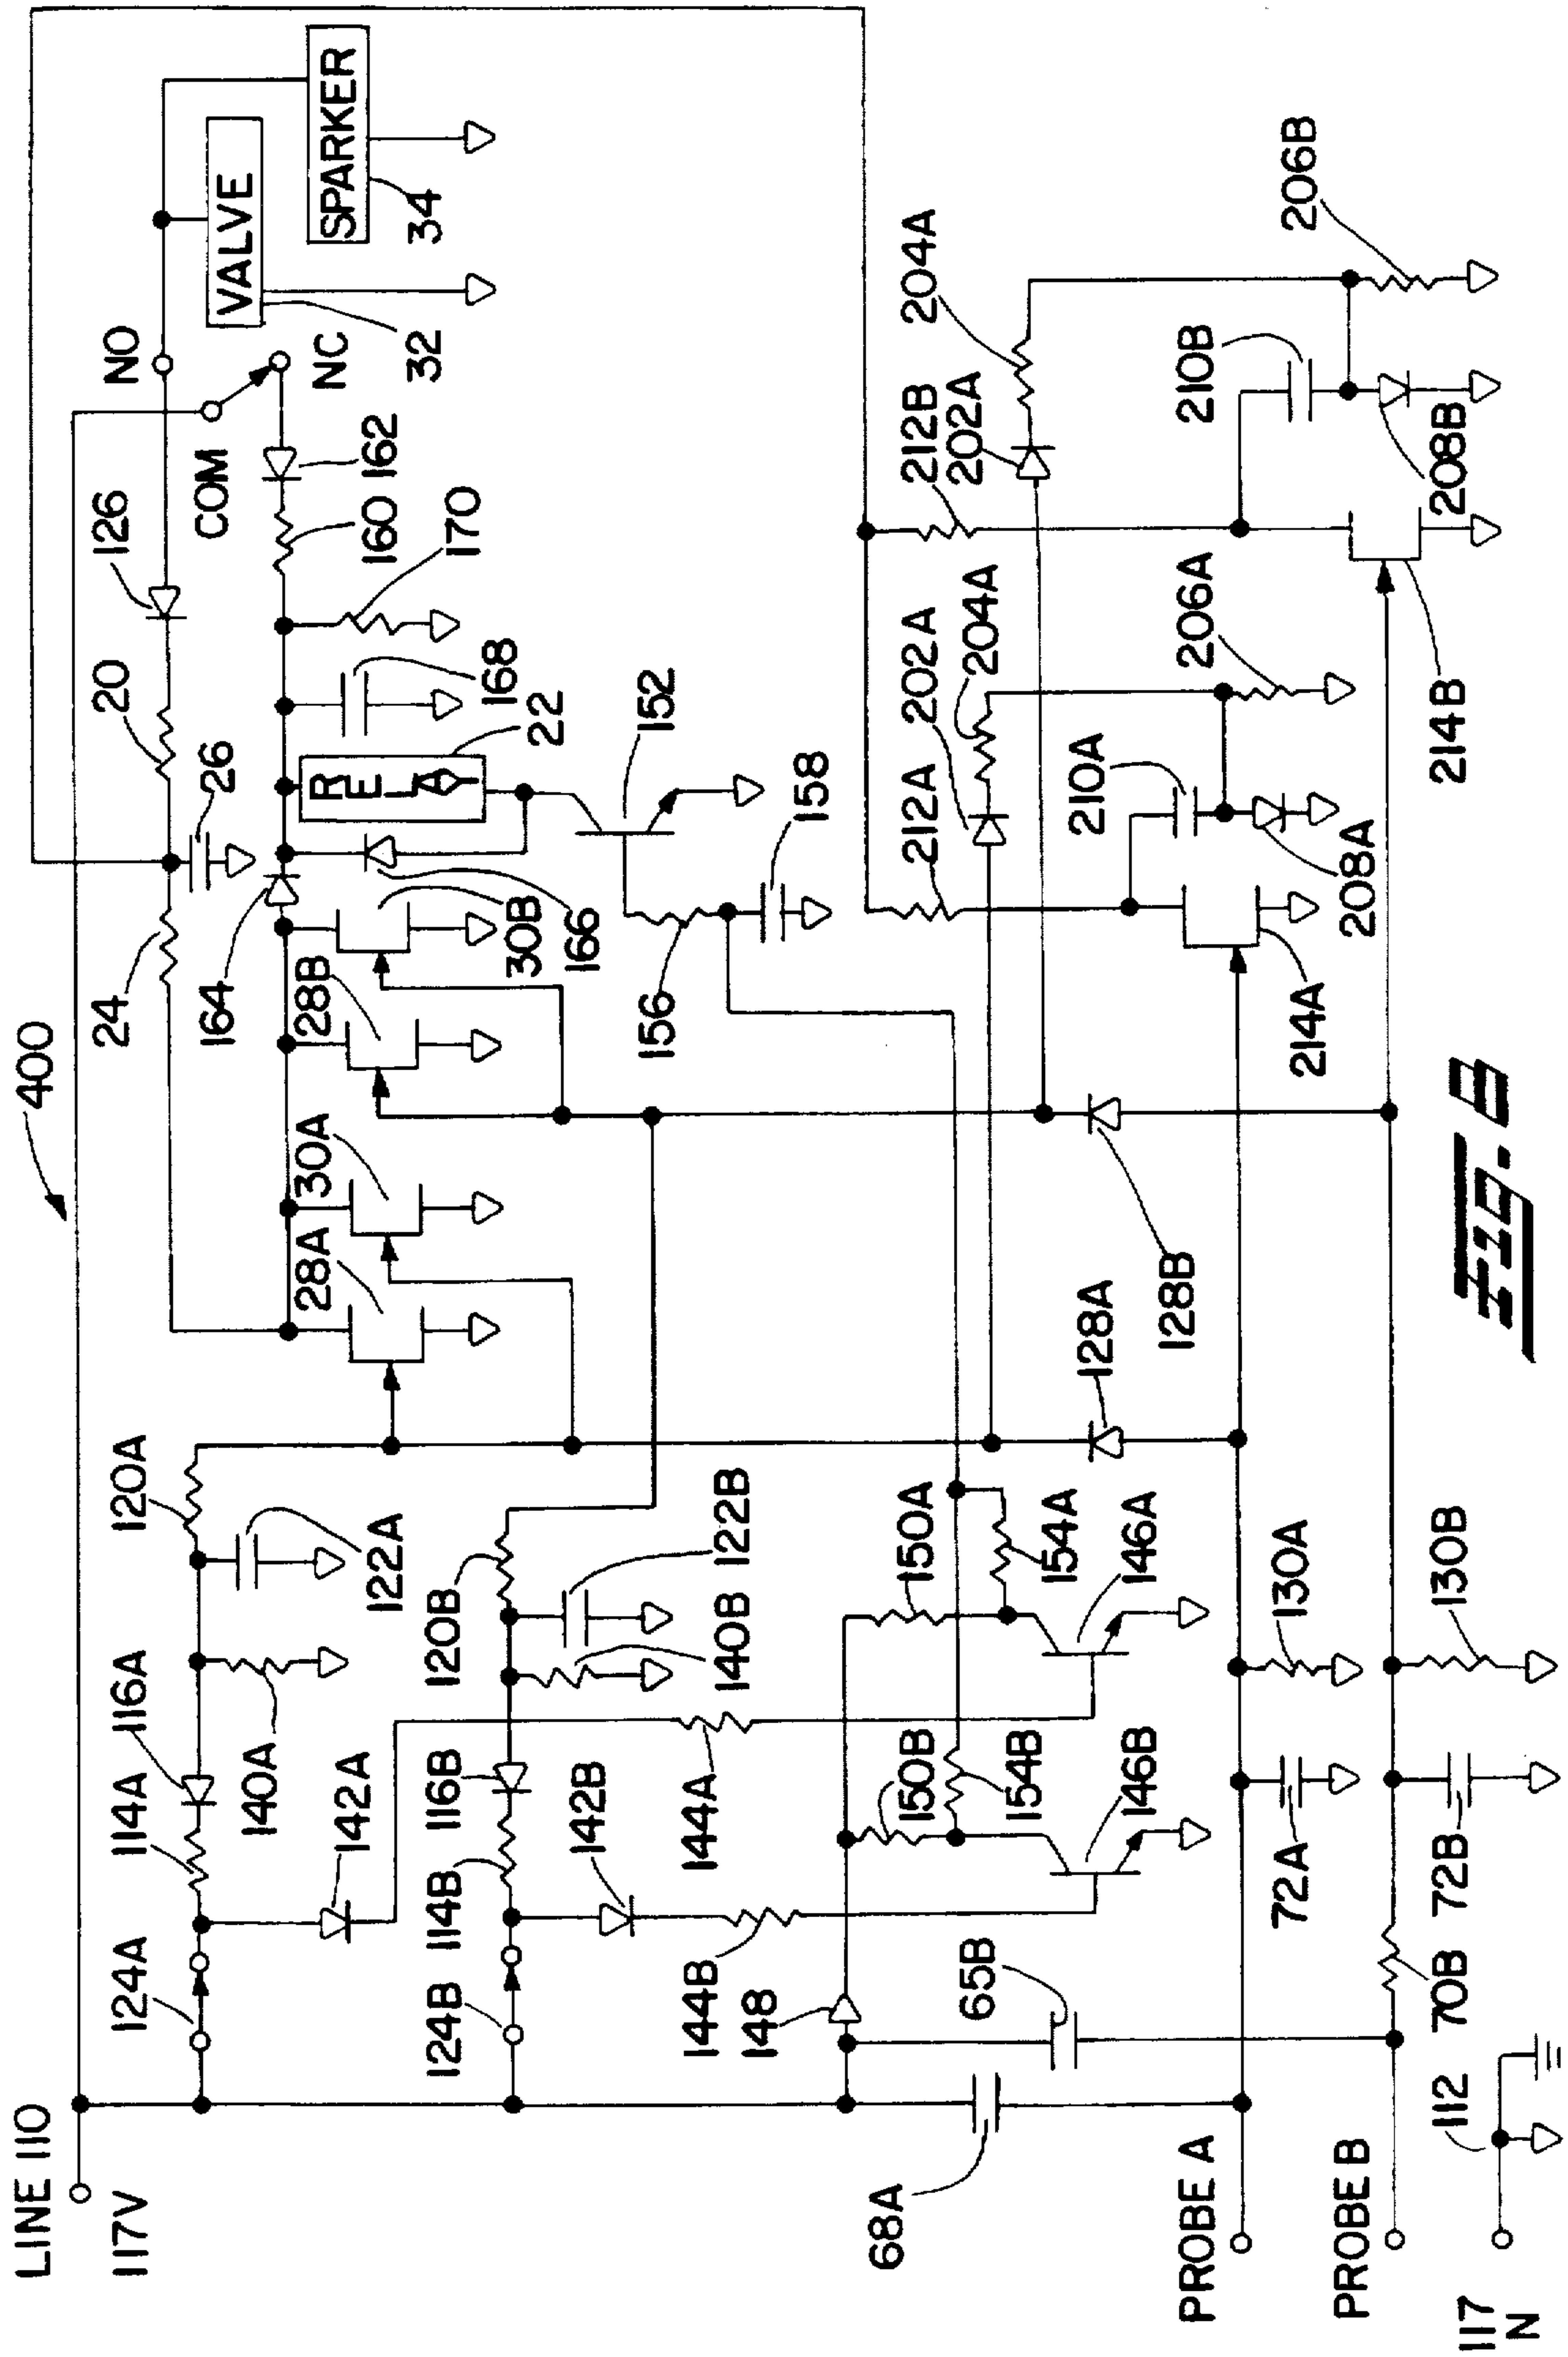 400
LINE 110
117V
124A
114A
116A
120A
140A
122A
142A
124B
114B
116B
120B
142B
140B
122B
144A
144B
148
150B
150A
154B
154A
146B
146A
65B
68A
PROBE A
PROBE B
112
117
N
70B
72A
72B
130A
130B
128A
128B
28A
30A
28B
30B
24
164
26
20
126
COM
NO
NC
VALVE
32
SPARKER
34
162
160
170
168
RELAY
22
166
152
156
158
212A
202A
204A
210A
206A
208A
214A
212B
202A
204A
210B
206B
208B
214B
FIG. 8